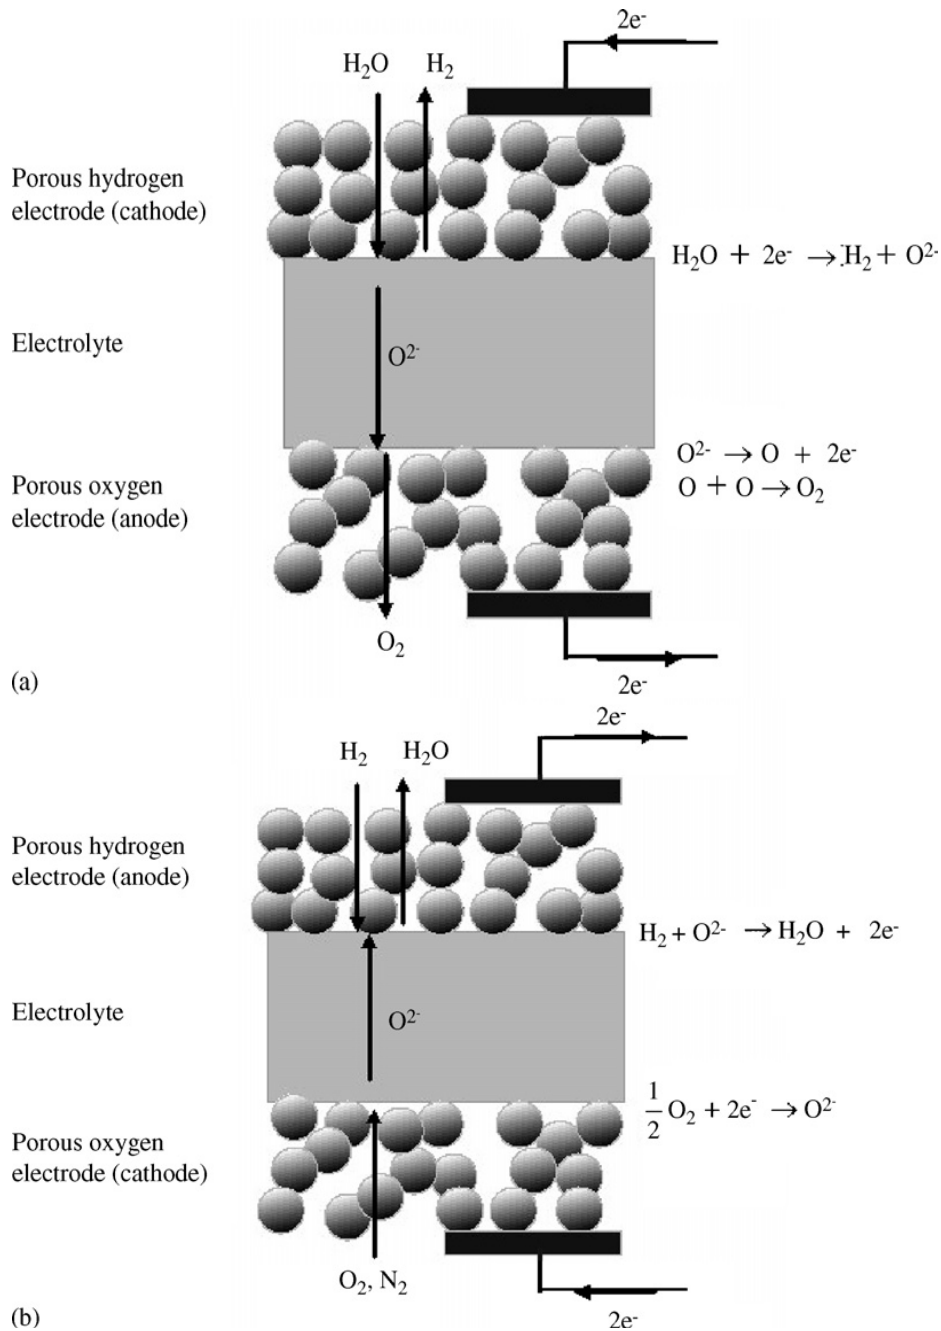 2e⁻
H₂O H₂
Porous hydrogen
electrode (cathode)
H₂O + 2e⁻ → H₂ + O²⁻
Electrolyte
O²⁻
O²⁻ → O + 2e⁻
O + O → O₂
Porous oxygen
electrode (anode)
O₂
(a)
2e⁻
2e⁻
H₂ H₂O
Porous hydrogen
electrode (anode)
H₂ + O²⁻ → H₂O + 2e⁻
Electrolyte
O²⁻
1/2 O₂ + 2e⁻ → O²⁻
Porous oxygen
electrode (cathode)
O₂, N₂
(b)
2e⁻